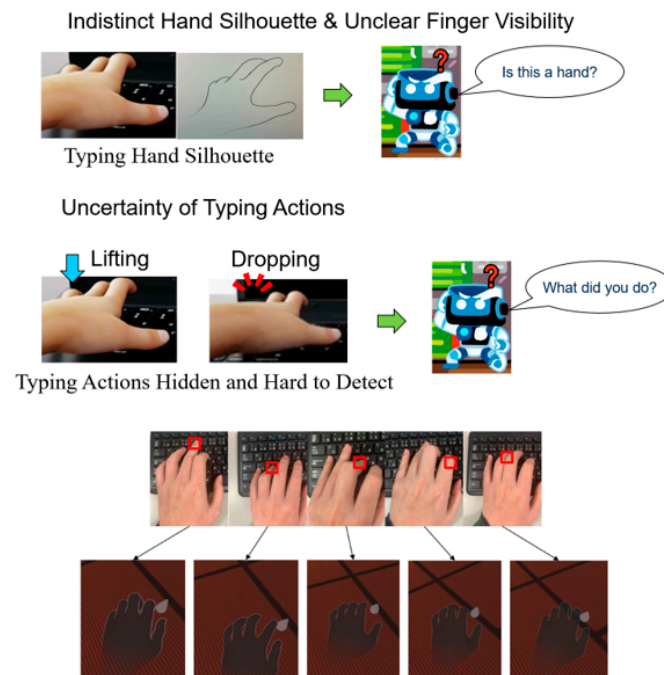 Indistinct Hand Silhouette & Unclear Finger Visibility
Is this a hand?
Typing Hand Silhouette
Uncertainty of Typing Actions
Lifting
Dropping
?
What did you do?
Typing Actions Hidden and Hard to Detect